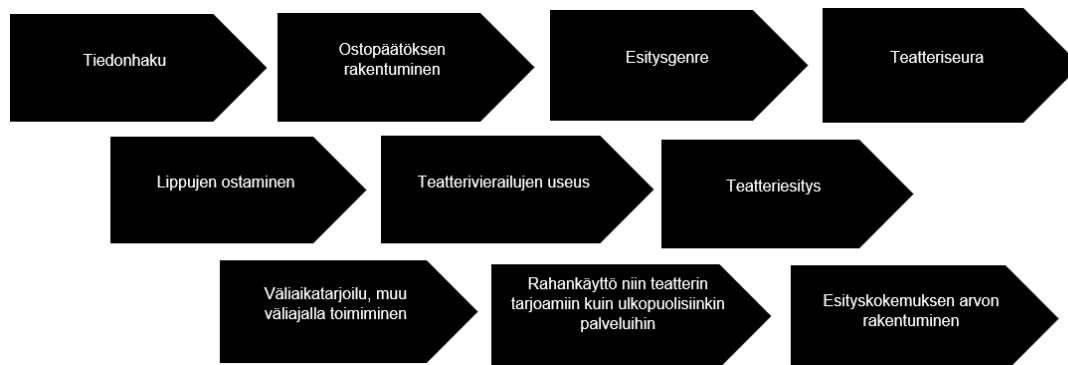 Tiedonhaku
Ostopäätöksen
rakentuminen
Esitysgenre
Teatteriseura
Lippujen ostaminen
Teatterivierailujen useus
Teatteriesitys
Väliaikatarjoilu, muu
väliajalla toimiminen
Rahankäyttö niin teatterin
tarjoamiin kuin ulkopuolisiinkin
palveluihin
Esityskokemuksen arvon
rakentuminen